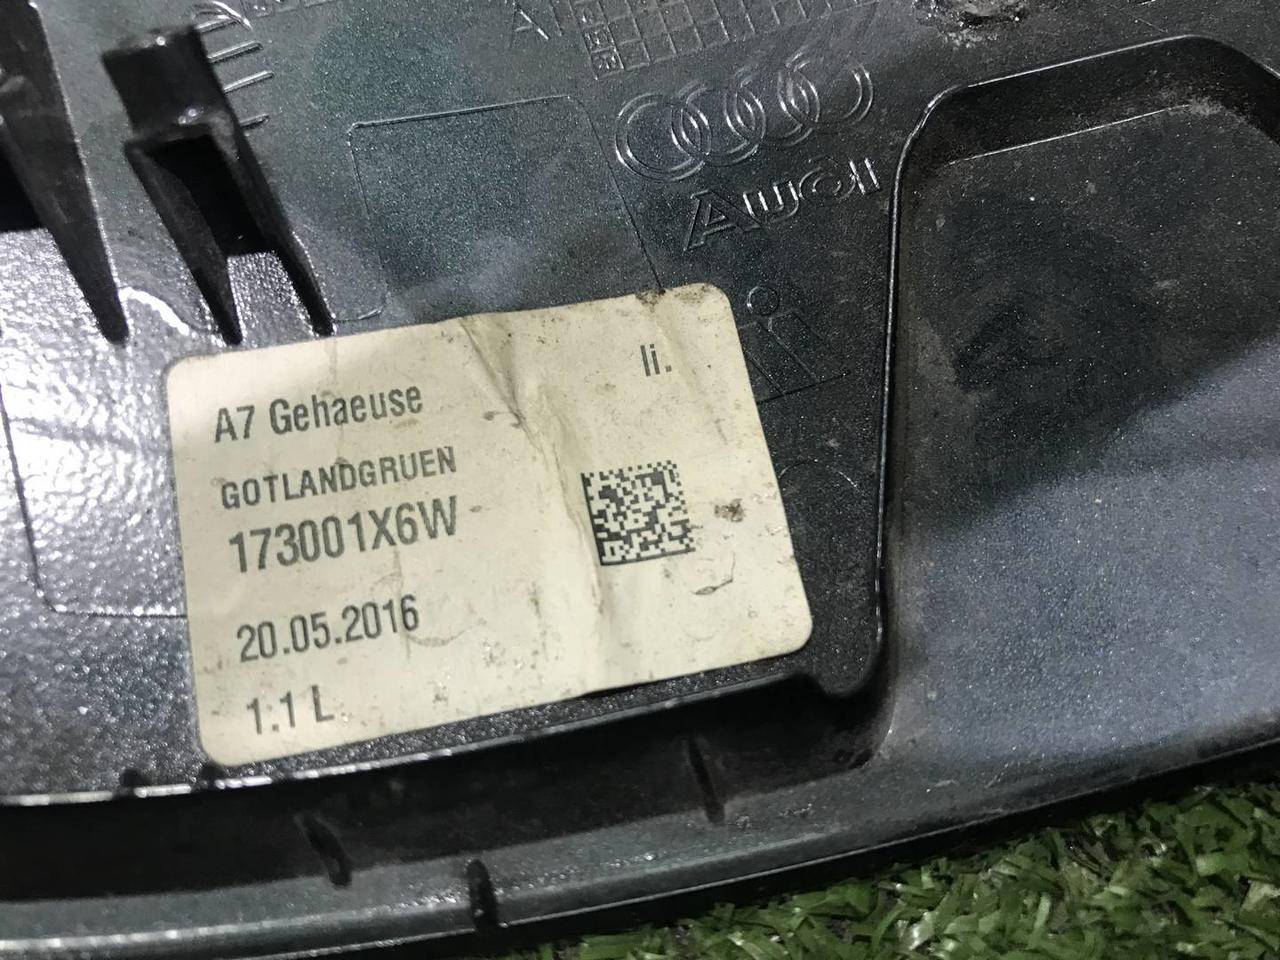 Audi
A7 Gehaeuse
li.
GOTLANDGRUEN
173001X6W
20.05.2016
1.1 L